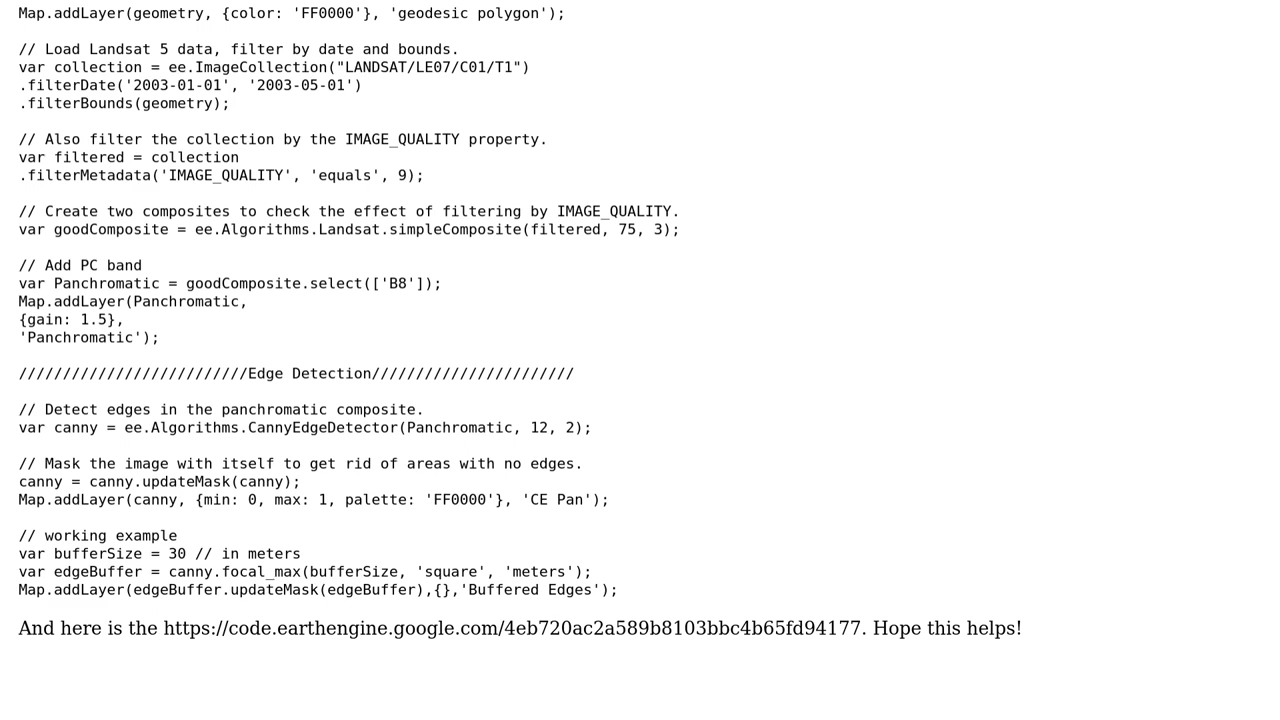 Map.addLayer(geometry, {color: 'FF0000'}, 'geodesic polygon');
// Load Landsat 5 data, filter by date and bounds.
var collection = ee.ImageCollection("LANDSAT/LE07/C01/T1")
.filterDate('2003-01-01', '2003-05-01')
.filterBounds(geometry);
// Also filter the collection by the IMAGE_QUALITY property.
var filtered = collection
.filterMetadata('IMAGE_QUALITY', 'equals', 9);
// Create two composites to check the effect of filtering by IMAGE_QUALITY.
var goodComposite = ee.Algorithms.Landsat.simpleComposite(filtered, 75, 3);
// Add PC band
var Panchromatic = goodComposite.select(['B8']);
Map.addLayer(Panchromatic,
{gain: 1.5},
'Panchromatic');
//////////////////////////Edge Detection///////////////////////
// Detect edges in the panchromatic composite.
var canny = ee.Algorithms.CannyEdgeDetector(Panchromatic, 12, 2);
// Mask the image with itself to get rid of areas with no edges.
canny = canny.updateMask(canny);
Map.addLayer(canny, {min: 0, max: 1, palette: 'FF0000'}, 'CE Pan');
// working example
var bufferSize = 30 // in meters
var edgeBuffer = canny.focal_max(bufferSize, 'square', 'meters');
Map.addLayer(edgeBuffer.updateMask(edgeBuffer),{},'Buffered Edges');
And here is the https://code.earthengine.google.com/4eb720ac2a589b8103bbc4b65fd94177. Hope this helps!